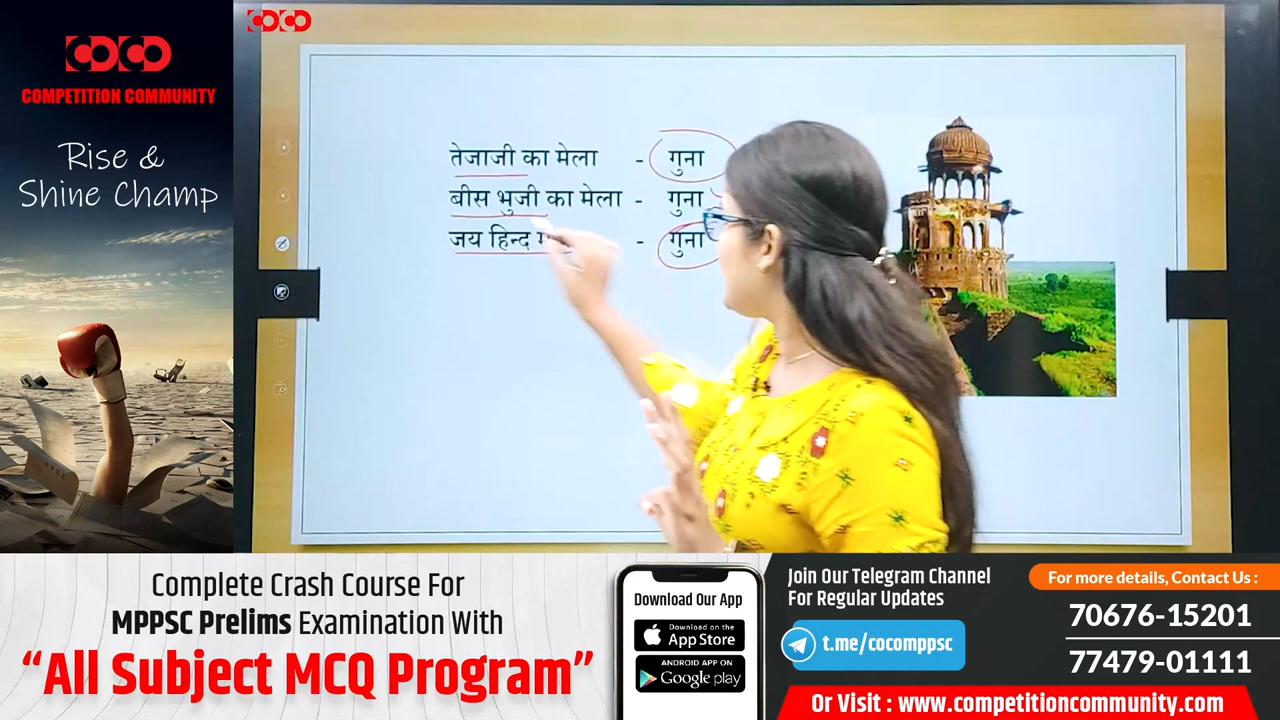 COCO
COMPETITION COMMUNITY
Rise &
Shine Champ
COCO
तेजाजी का मेला - गुना
बीस भुजी का मेला - गुना
जय हिन्द - गुना
Complete Crash Course For
MPPSC Prelims Examination With
“All Subject MCQ Program”
Download Our App
Download on the
App Store
ANDROID APP ON
Google play
Join Our Telegram Channel
For Regular Updates
t.me/cocomppsc
For more details, Contact Us :
70676-15201
77479-01111
Or Visit : www.competitioncommunity.com